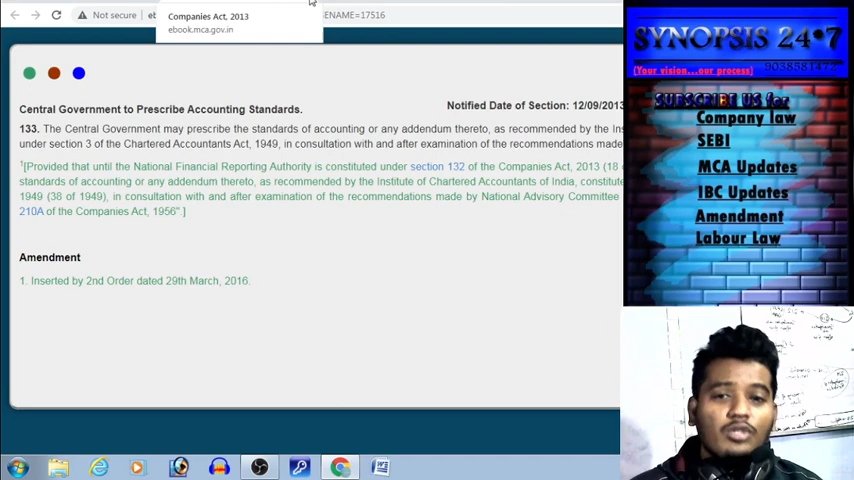 Not secure
eb
ENAME=17516
Companies Act, 2013
ebook.mca.gov.in
Central Government to Prescribe Accounting Standards.
Notified Date of Section: 12/09/2013
133. The Central Government may prescribe the standards of accounting or any addendum thereto, as recommended by the Ins
under section 3 of the Chartered Accountants Act, 1949, in consultation with and after examination of the recommendations made
1[Provided that until the National Financial Reporting Authority is constituted under section 132 of the Companies Act, 2013 (18 o
standards of accounting or any addendum thereto, as recommended by the Institute of Chartered Accountants of India, constitute
1949 (38 of 1949), in consultation with and after examination of the recommendations made by National Advisory Committee
210A of the Companies Act, 1956".]
Amendment
1. Inserted by 2nd Order dated 29th March, 2016.
SYNOPSIS 24*7
9038581472
(Your vision...our process)
SUBSCRIBE US for
Company law
SEBI
MCA Updates
IBC Updates
Amendment
Labour Law